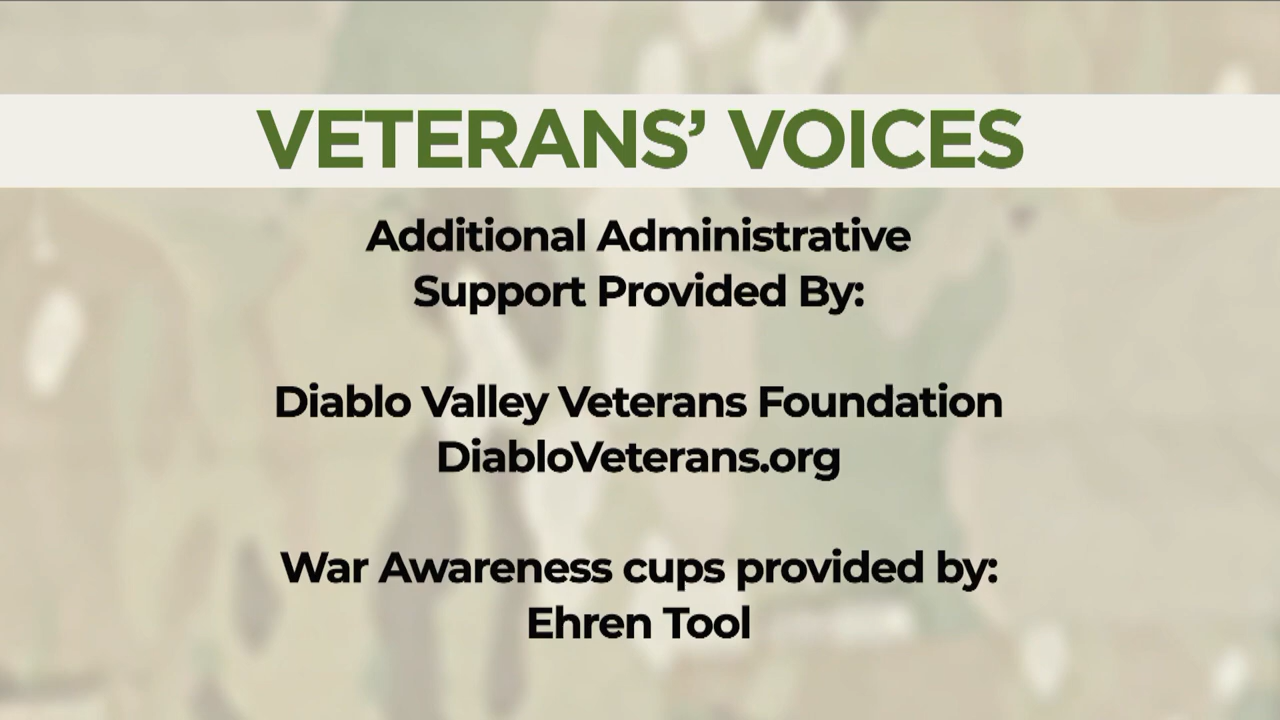 VETERANS’ VOICES
Additional Administrative
Support Provided By:
Diablo Valley Veterans Foundation
DiabloVeterans.org
War Awareness cups provided by:
Ehren Tool